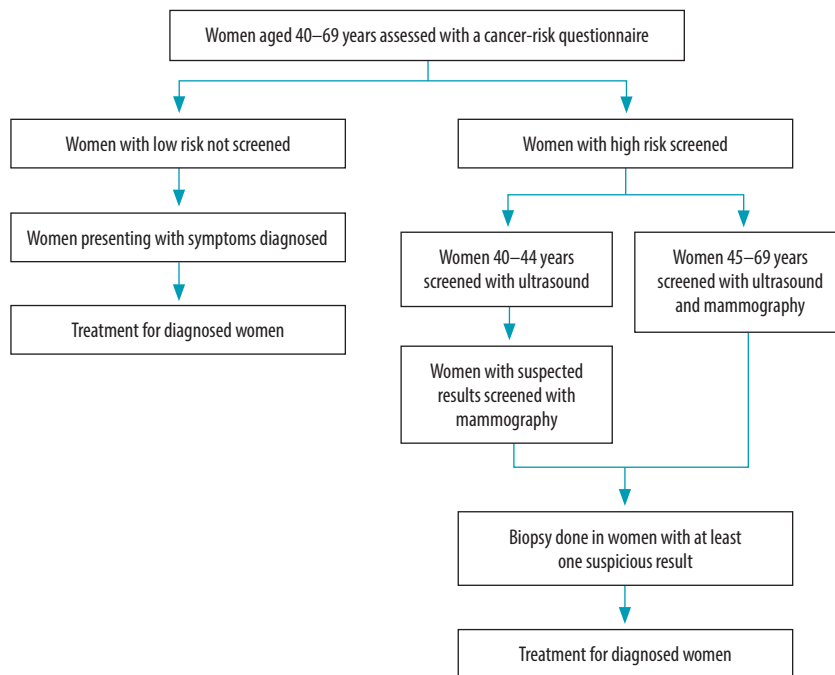 Women aged 40–69 years assessed with a cancer-risk questionnaire
Women with low risk not screened
Women with high risk screened
Women presenting with symptoms diagnosed
Women 40–44 years
screened with ultrasound
Women 45–69 years
screened with ultrasound
and mammography
Treatment for diagnosed women
Women with suspected
results screened with
mammography
Biopsy done in women with at least
one suspicious result
Treatment for diagnosed women